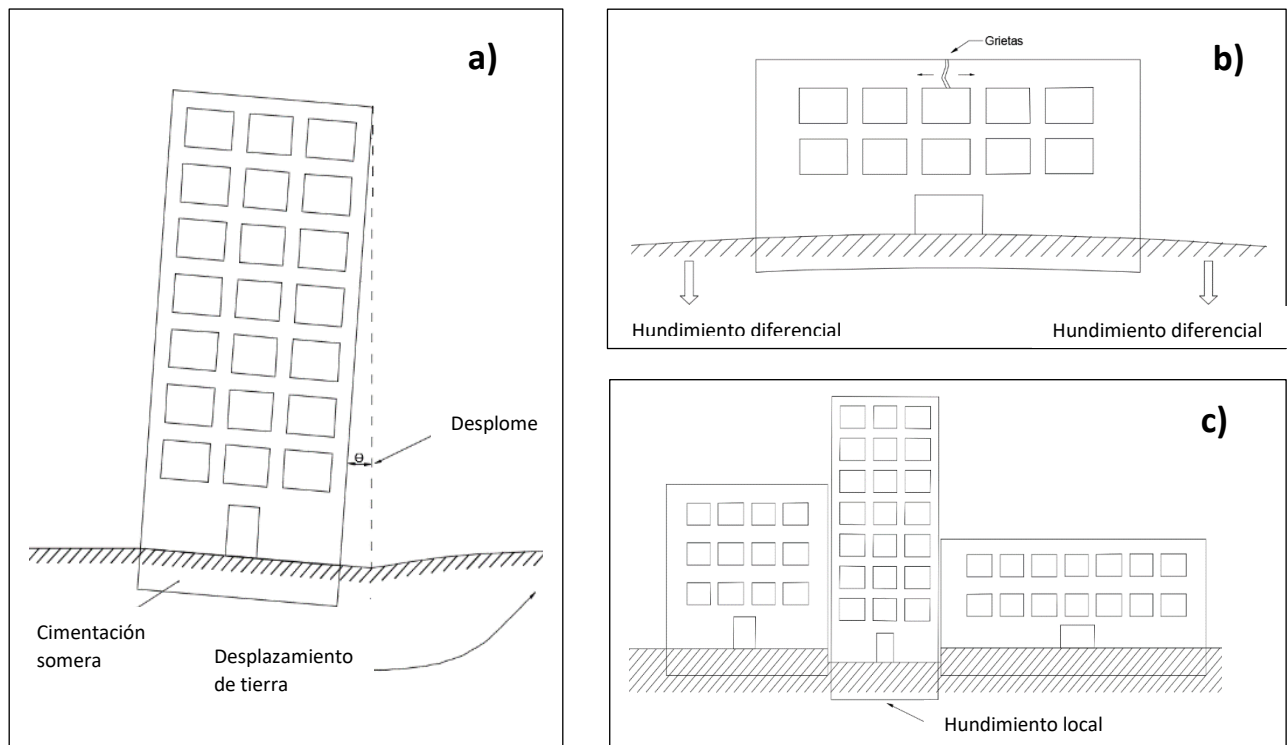 a)
Desplome
θ
Cimentación
somera
Desplazamiento
de tierra
b)
Grietas
Hundimiento diferencial
Hundimiento diferencial
c)
Hundimiento local